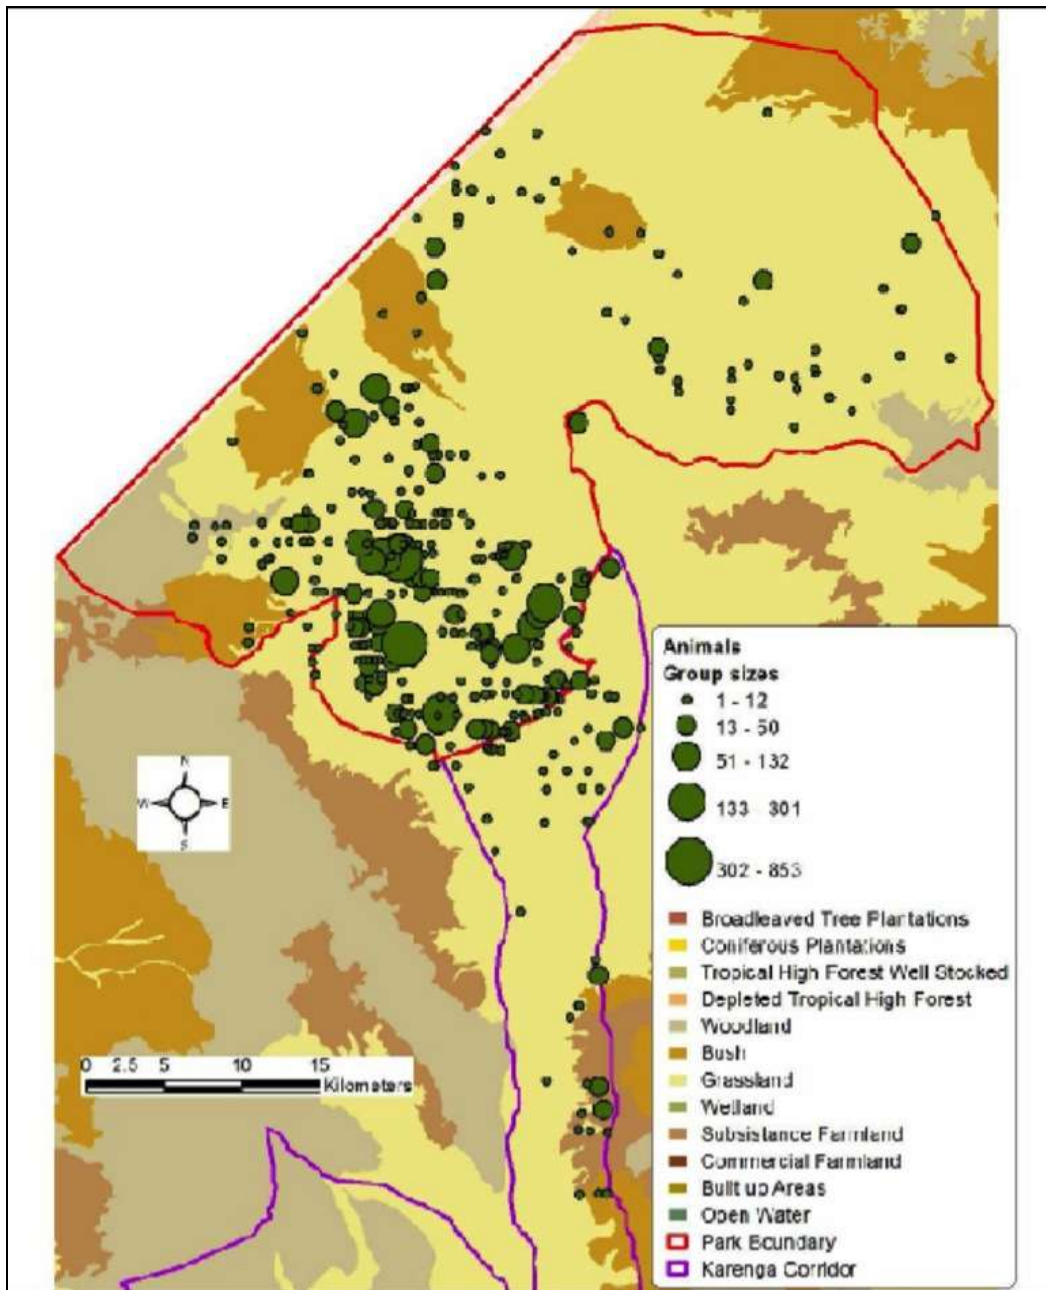 Animals
Group sizes
1 - 12
13 - 50
51 - 132
133 - 301
302 - 853
N
W E
S
Broadleaved Tree Plantations
Coniferous Plantations
Tropical High Forest Well Stocked
Depleted Tropical High Forest
Woodland
Bush
0 2.5 5 10 15
Kilometers
Grassland
Wetland
Subsistance Farmland
Commercial Farmland
Built up Areas
Open Water
Park Boundary
Karenga Corridor